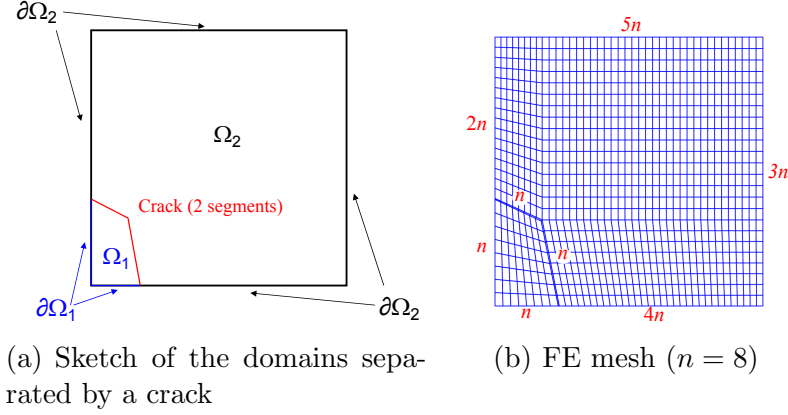 ∂Ω₂
Ω₂
Crack (2 segments)
Ω₁
∂Ω₁
∂Ω₂
(a) Sketch of the domains sepa-
rated by a crack
5n
2n
3n
n
n
n
n
4n
(b) FE mesh (n = 8)